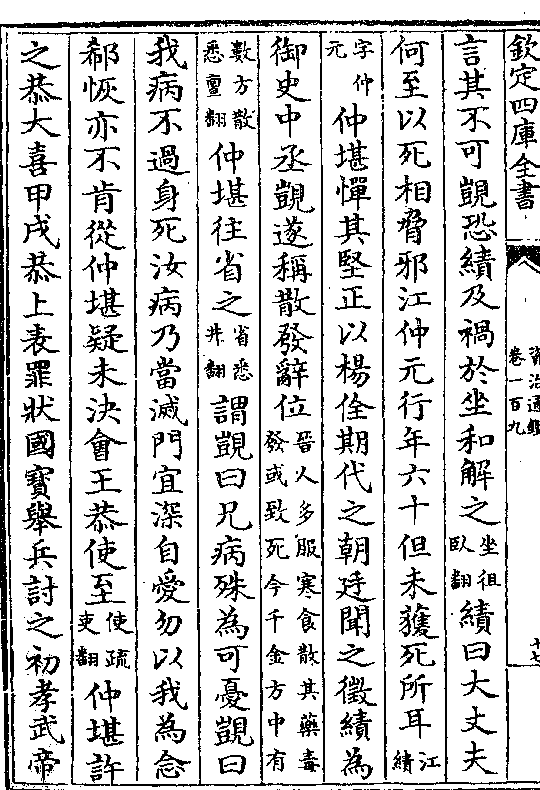 欽定四庫全書
資治通鑑
卷一百九
言其不可覬恐績及禍於坐和解之坐徂臥翻績曰大丈夫
何至以死相脅邪江仲元行年六十但未獲死所耳江績
字仲元仲堪憚其堅正以楊佺期代之朝廷聞之徵績為
御史中丞覬遂稱散發辭位晉人多服寒食散其藥毒發或致死今千金方中有
數方散悉亶翻仲堪往省之省悉井翻謂覬曰兄病殊為可憂覬曰
我病不過身死汝病乃當滅門宜深自愛勿以我為念
郗恢亦不肯從仲堪疑未決會王恭使至使疏吏翻仲堪許
之恭大喜甲戌恭上表罪狀國寶舉兵討之初孝武帝